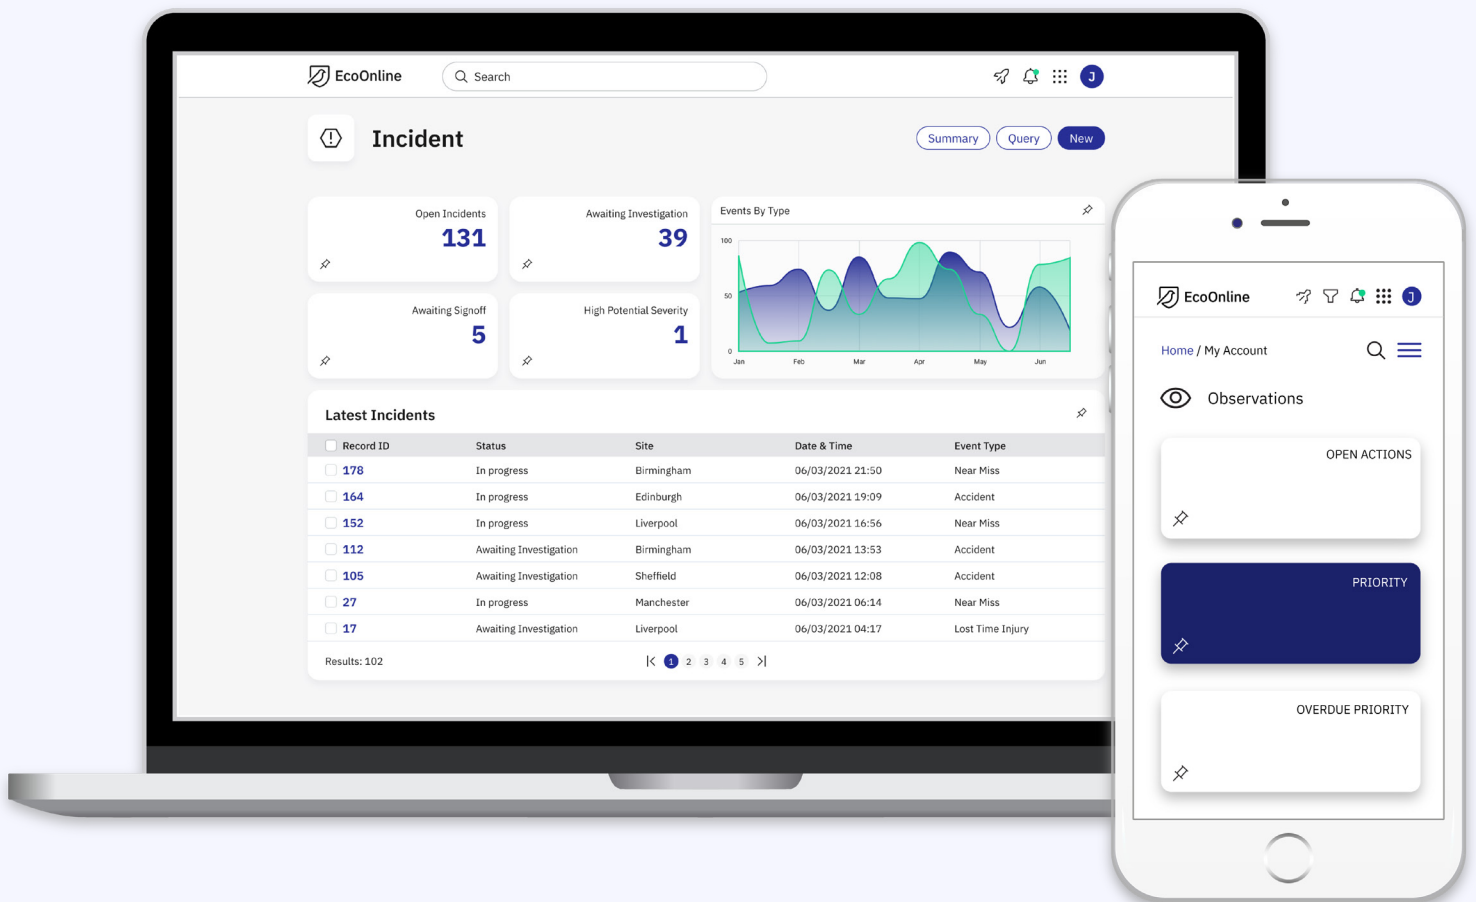 EcoOnline
Search
J
Incident
Summary Query New
Open Incidents
131
Awaiting Investigation
39
Awaiting Signoff
5
High Potential Severity
1
Events By Type
100
50
0
Jan Feb Mar Apr May Jun
Latest Incidents
Record ID Status Site Date & Time Event Type
178 In progress Birmingham 06/03/2021 21:50 Near Miss
164 In progress Edinburgh 06/03/2021 19:09 Accident
152 In progress Liverpool 06/03/2021 16:56 Near Miss
112 Awaiting Investigation Birmingham 06/03/2021 13:53 Accident
105 Awaiting Investigation Sheffield 06/03/2021 12:08 Accident
27 In progress Manchester 06/03/2021 06:14 Near Miss
17 Awaiting Investigation Liverpool 06/03/2021 04:17 Lost Time Injury
Results: 102
1 2 3 4 5
EcoOnline
J
Home / My Account
Observations
OPEN ACTIONS
PRIORITY
OVERDUE PRIORITY